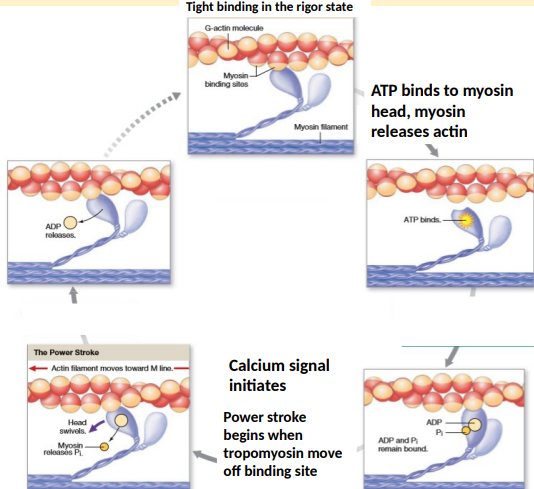 Tight binding in the rigor state
G-actin molecule
Myosin
binding sites
Myosin filament
ATP binds to myosin
head, myosin
releases actin
ATP binds.
ADP
releases.
The Power Stroke
Actin filament moves toward M line.
Head
swivels.
Myosin
releases Pi.
Calcium signal
initiates
Power stroke
begins when
tropomyosin move
off binding site
ADP
Pi
ADP and Pi
remain bound.